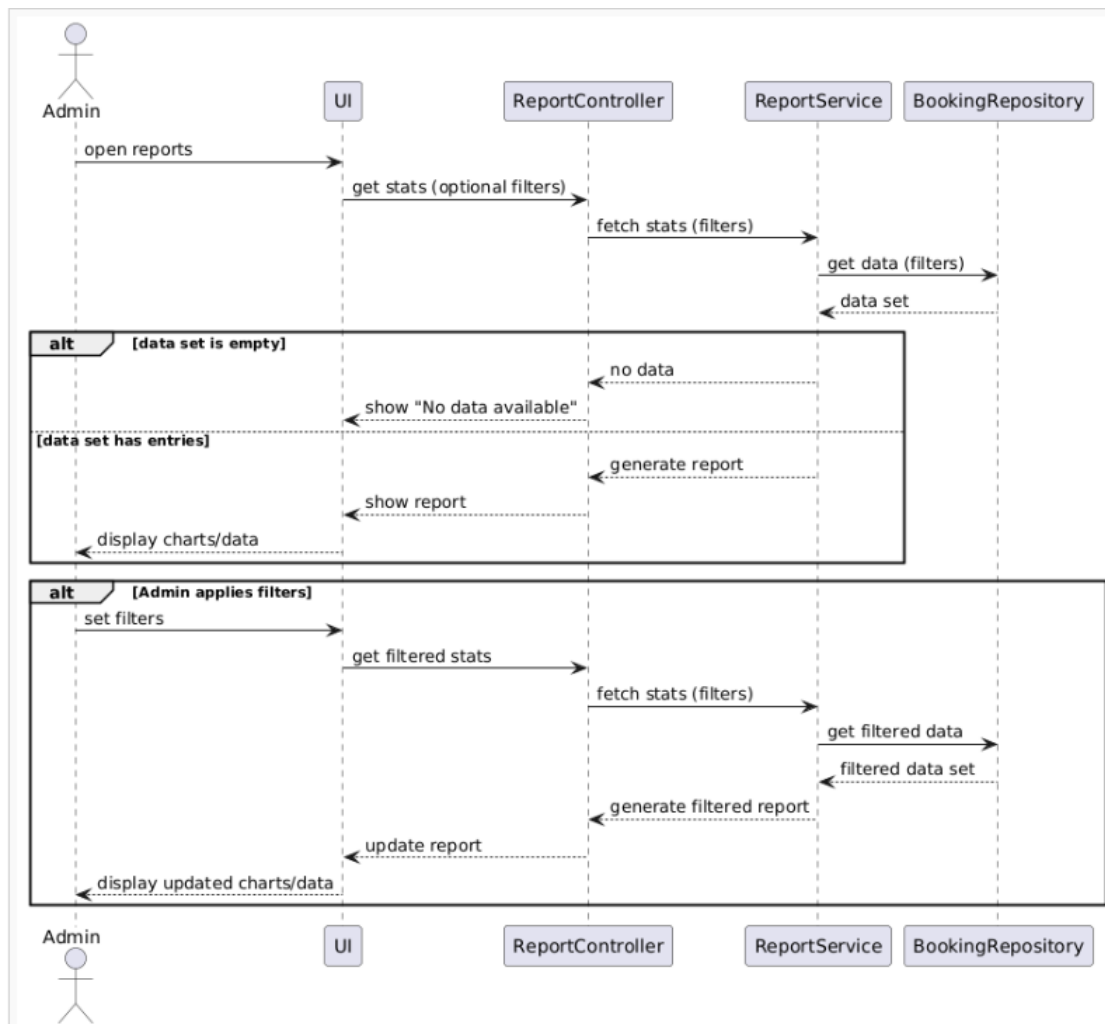 Admin
UI
ReportController
ReportService
BookingRepository
open reports
get stats (optional filters)
fetch stats (filters)
get data (filters)
data set
alt [data set is empty]
no data
show "No data available"
[data set has entries]
generate report
show report
display charts/data
alt [Admin applies filters]
set filters
get filtered stats
fetch stats (filters)
get filtered data
filtered data set
generate filtered report
update report
display updated charts/data
Admin
UI
ReportController
ReportService
BookingRepository